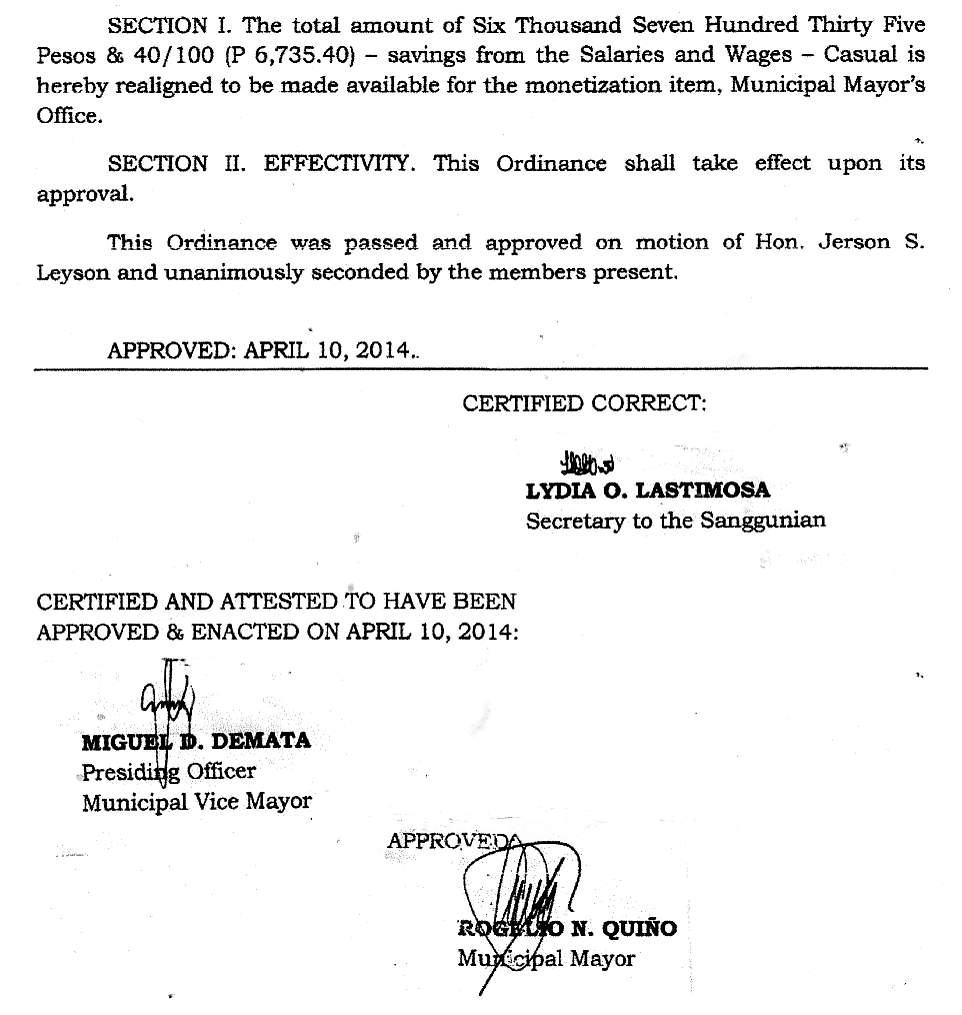 SECTION I. The total amount of Six Thousand Seven Hundred Thirty Five
Pesos & 40/100 (P 6,735.40) – savings from the Salaries and Wages – Casual is
hereby realigned to be made available for the monetization item, Municipal Mayor's
Office.
SECTION II. EFFECTIVITY. This Ordinance shall take effect upon its
approval.
This Ordinance was passed and approved on motion of Hon. Jerson S.
Leyson and unanimously seconded by the members present.
APPROVED: APRIL 10, 2014..
CERTIFIED CORRECT:
LYDIA O. LASTIMOSA
Secretary to the Sanggunian
CERTIFIED AND ATTESTED TO HAVE BEEN
APPROVED & ENACTED ON APRIL 10, 2014:
MIGUEL D. DEMATA
Presiding Officer
Municipal Vice Mayor
APPROVED
ROGELIO N. QUIÑO
Municipal Mayor